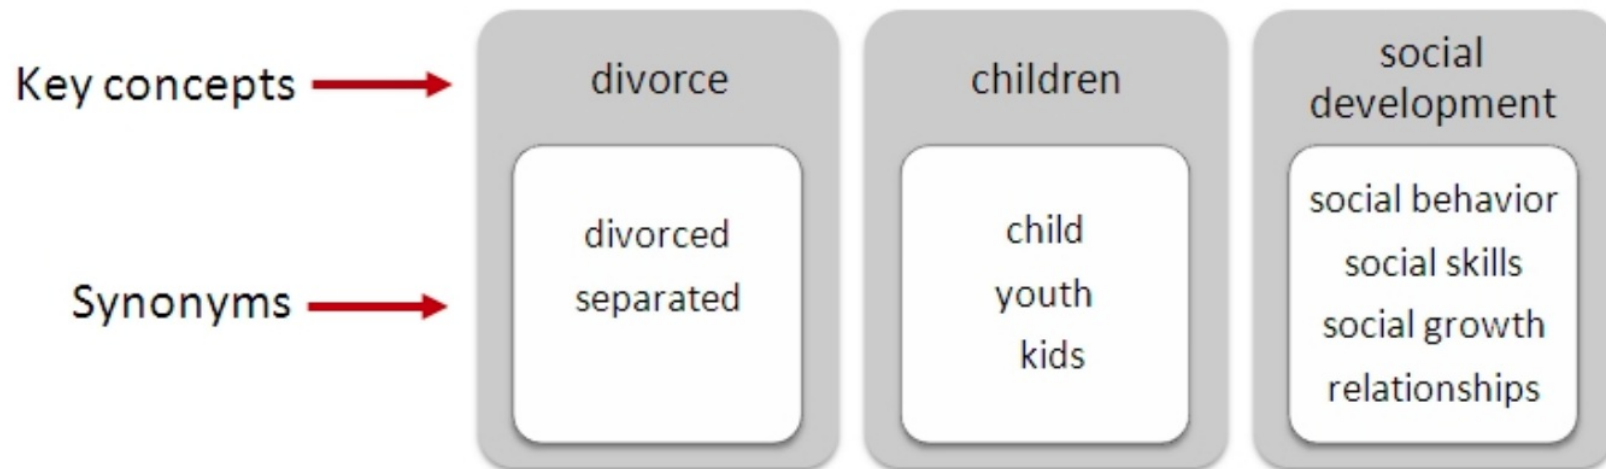 Key concepts
divorce
children
social
development
Synonyms
divorced
separated
child
youth
kids
social behavior
social skills
social growth
relationships